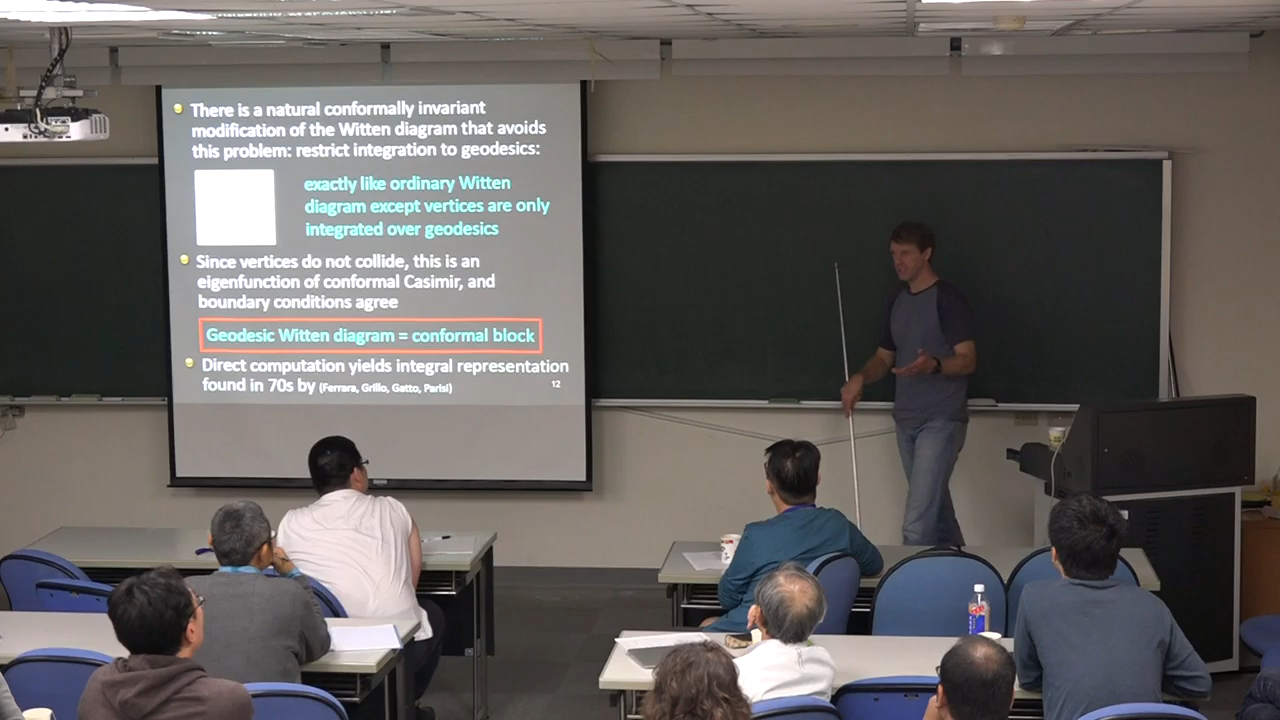 There is a natural conformally invariant
modification of the Witten diagram that avoids
this problem: restrict integration to geodesics:
exactly like ordinary Witten
diagram except vertices are only
integrated over geodesics
Since vertices do not collide, this is an
eigenfunction of conformal Casimir, and
boundary conditions agree
Geodesic Witten diagram = conformal block
Direct computation yields integral representation
found in 70s by (Ferrara, Grillo, Gatto, Parisi)
12